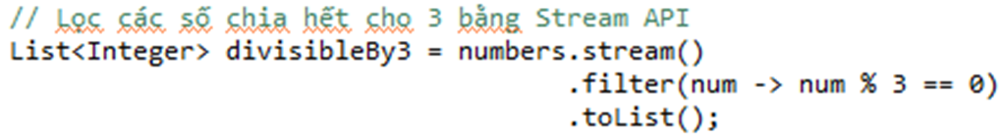 // Lọc các số chia hết cho 3 bằng Stream API
List<Integer> divisibleBy3 = numbers.stream()
.filter(num -> num % 3 == 0)
.toList();